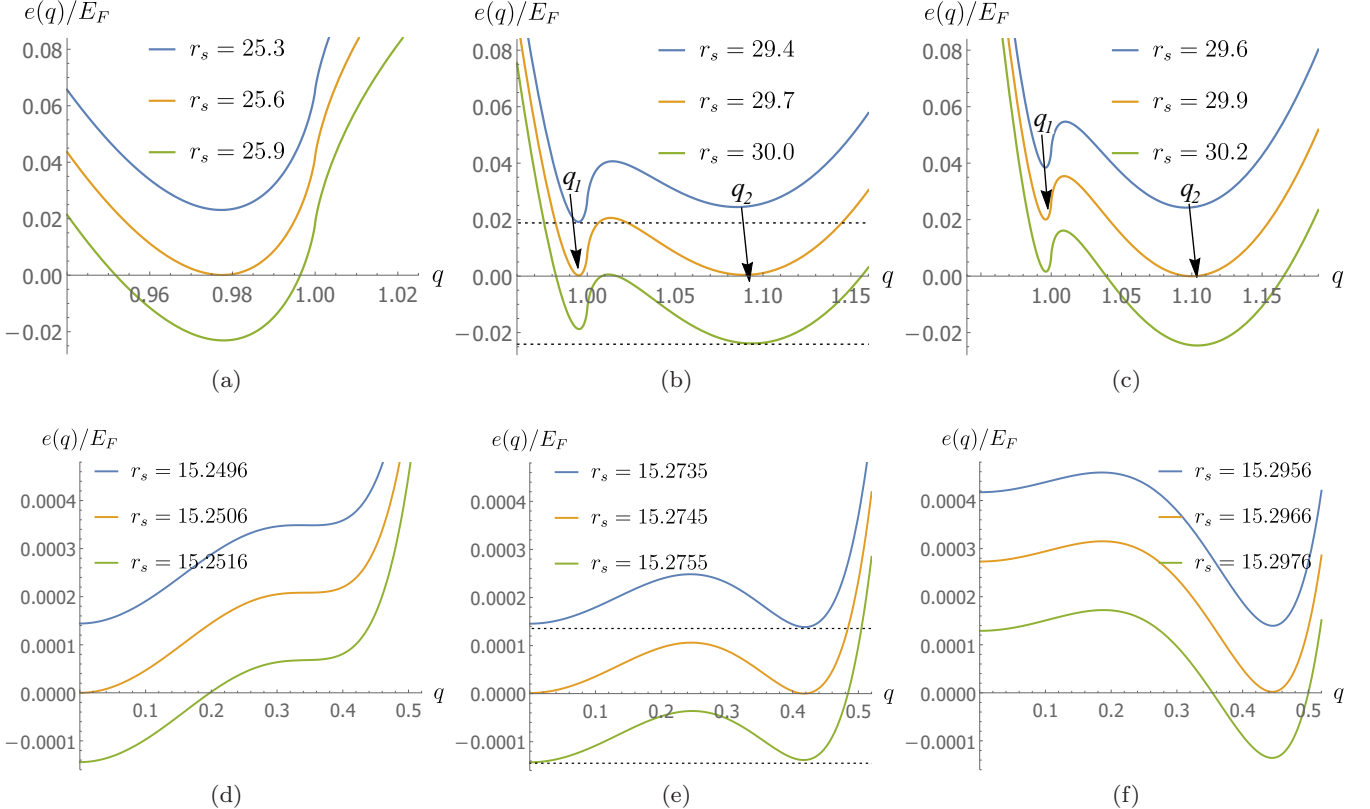 e(q)/E_F
r_s = 25.3
r_s = 25.6
r_s = 25.9
0.08
0.06
0.04
0.02
0.00
−0.02
0.96 0.98 1.00 1.02
q
(a)
e(q)/E_F
r_s = 29.4
r_s = 29.7
r_s = 30.0
0.08
0.06
0.04
0.02
0.00
−0.02
q_1
q_2
1.00 1.05 1.10 1.15
q
(b)
e(q)/E_F
r_s = 29.6
r_s = 29.9
r_s = 30.2
0.08
0.06
0.04
0.02
0.00
−0.02
q_1
q_2
1.00 1.05 1.10 1.15
q
(c)
e(q)/E_F
r_s = 15.2496
r_s = 15.2506
r_s = 15.2516
0.0004
0.0003
0.0002
0.0001
0.0000
−0.0001
0.1 0.2 0.3 0.4 0.5
q
(d)
e(q)/E_F
r_s = 15.2735
r_s = 15.2745
r_s = 15.2755
0.0004
0.0003
0.0002
0.0001
0.0000
−0.0001
0.1 0.2 0.3 0.4 0.5
q
(e)
e(q)/E_F
r_s = 15.2956
r_s = 15.2966
r_s = 15.2976
0.0004
0.0003
0.0002
0.0001
0.0000
−0.0001
0.1 0.2 0.3 0.4 0.5
q
(f)